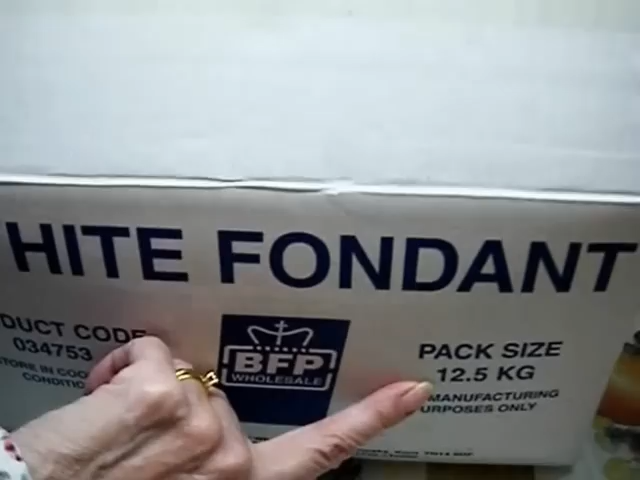 HITE FONDANT
DUCT CODE
034753
STORE IN COO
CONDITIO
BFP
WHOLESALE
PACK SIZE
12.5 KG
MANUFACTURING
URPOSES ONLY